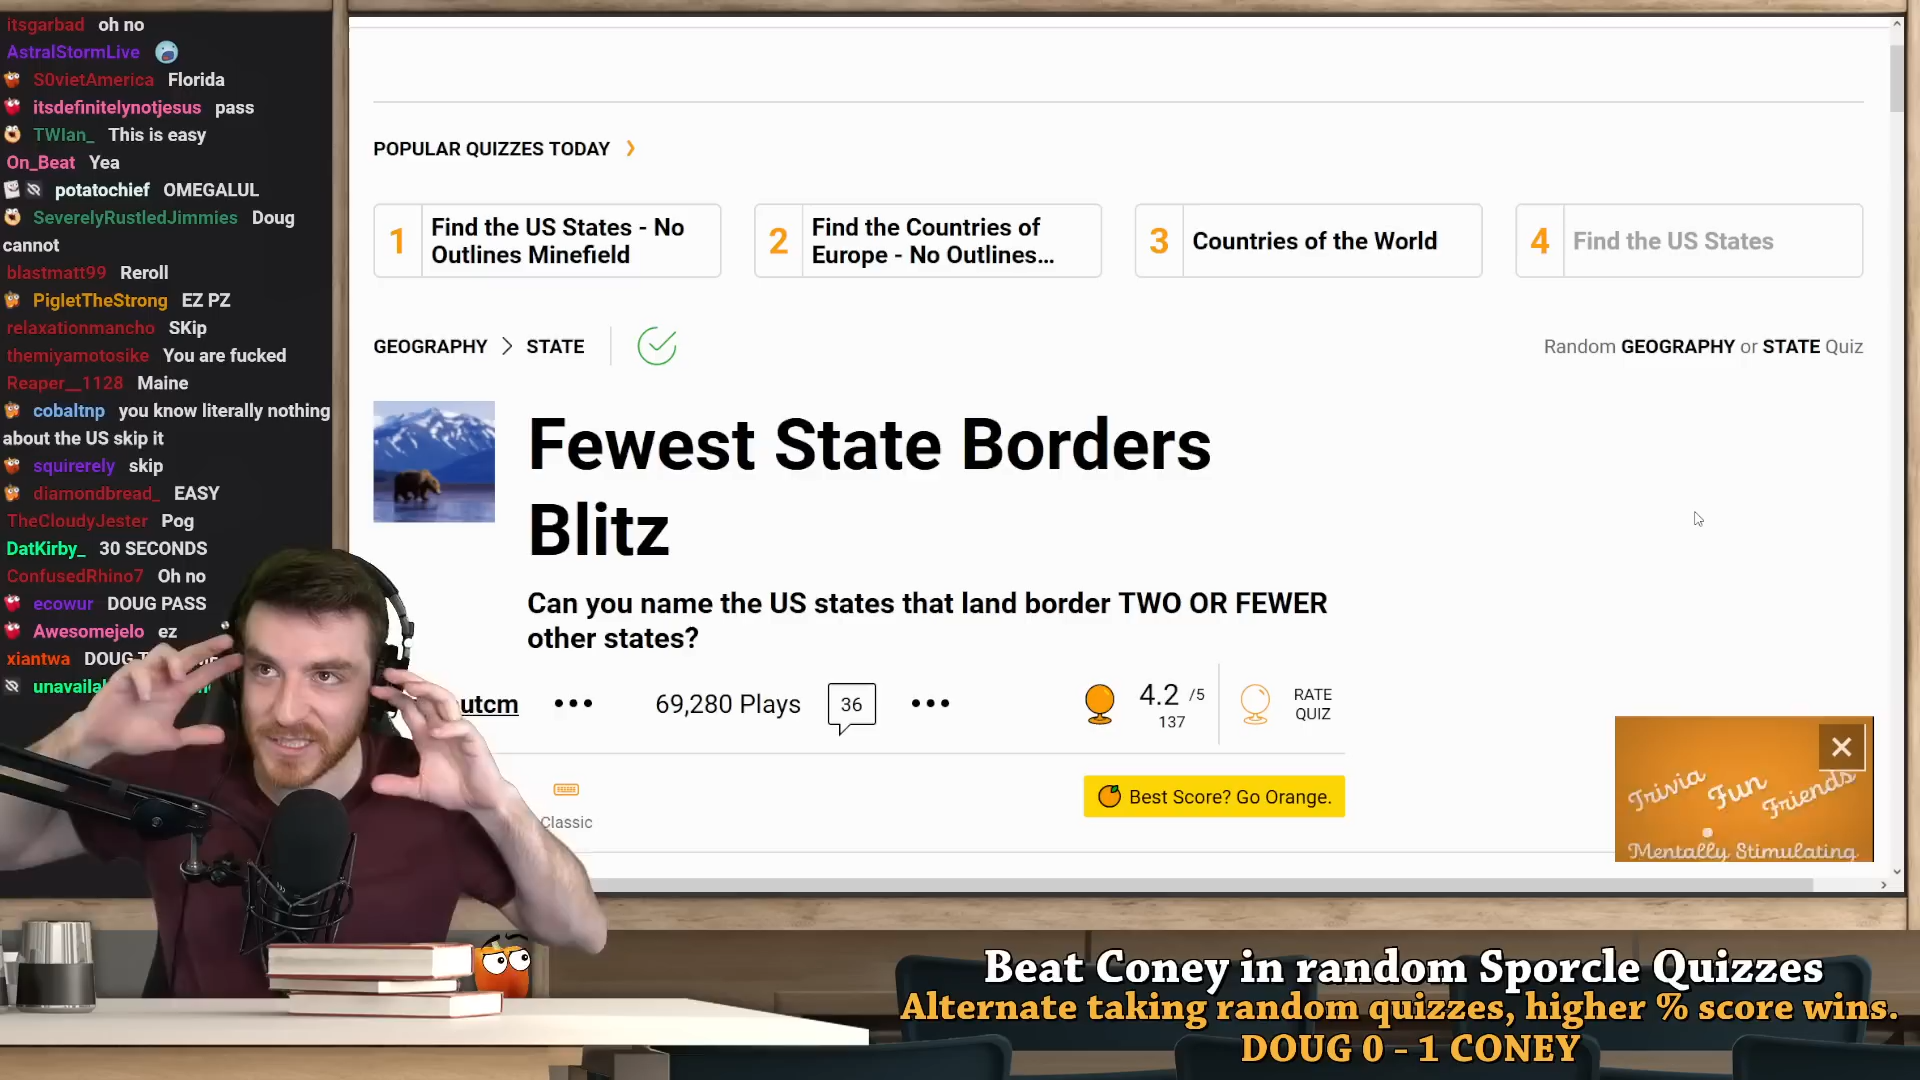 itsgarbad oh no
AstralStormLive
S0vietAmerica Florida
itsdefinitelynotjesus pass
TWIan_ This is easy
On_Beat Yea
potatochief OMEGALUL
SeverelyRustledJimmies Doug
cannot
blastmatt99 Reroll
PigletTheStrong EZ PZ
relaxationmancho SKip
themiyamotosike You are fucked
Reaper__1128 Maine
cobaltnp you know literally nothing
about the US skip it
squirerely skip
diamondbread_ EASY
TheCloudyJester Pog
DatKirby_ 30 SECONDS
ConfusedRhino7 Oh no
ecowur DOUG PASS
Awesomejelo ez
xiantwa DOUG
POPULAR QUIZZES TODAY
1 Find the US States - No
Outlines Minefield
2 Find the Countries of
Europe - No Outlines...
3 Countries of the World
4 Find the US States
GEOGRAPHY > STATE
Random GEOGRAPHY or STATE Quiz
Fewest State Borders
Blitz
Can you name the US states that land border TWO OR FEWER
other states?
utcm
69,280 Plays
36
4.2 /5
137
RATE
QUIZ
Classic
Best Score? Go Orange.
Trivia Fun Friends
Mentally Stimulating
Beat Coney in random Sporcle Quizzes
Alternate taking random quizzes, higher % score wins.
DOUG 0 - 1 CONEY